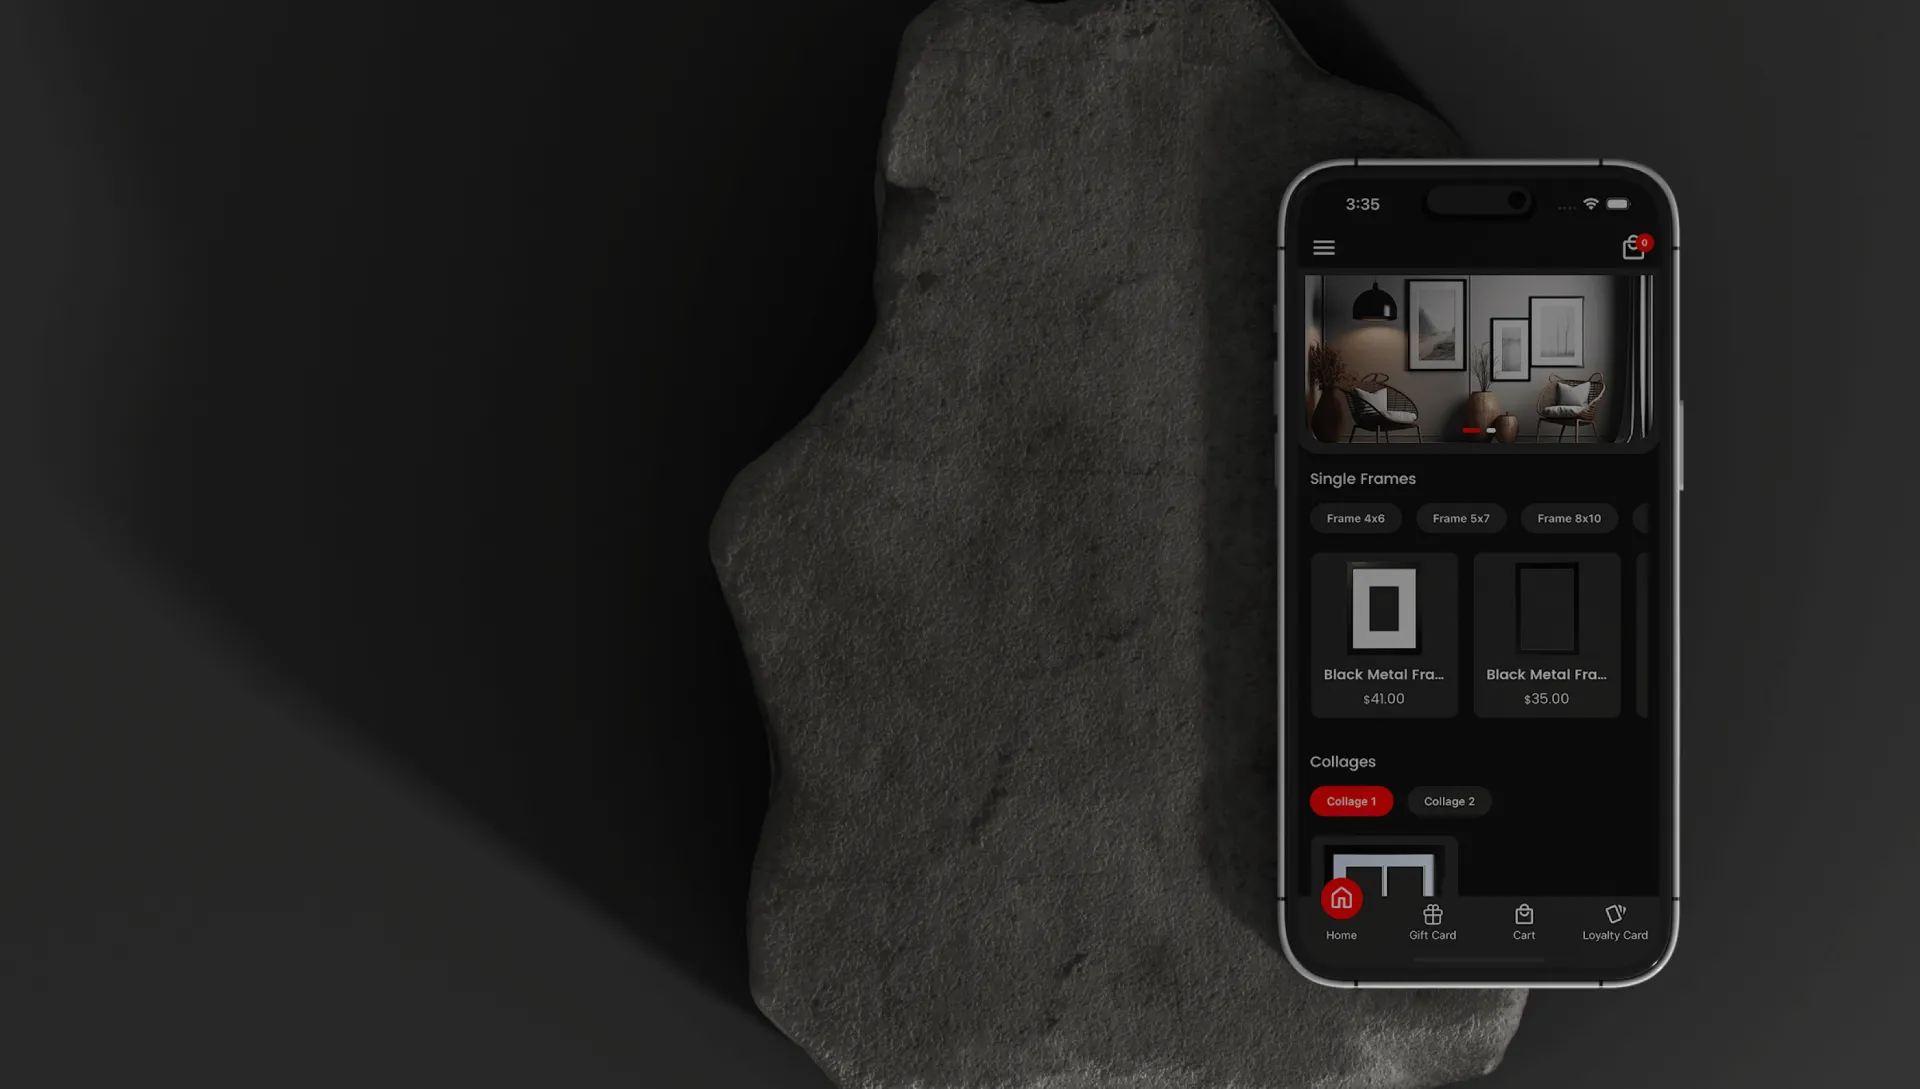 3:35
0
Single Frames
Frame 4x6 Frame 5x7 Frame 8x10
Black Metal Fra... Black Metal Fra...
$41.00 $35.00
Collages
Collage 1 Collage 2
Home Gift Card Cart Loyalty Card